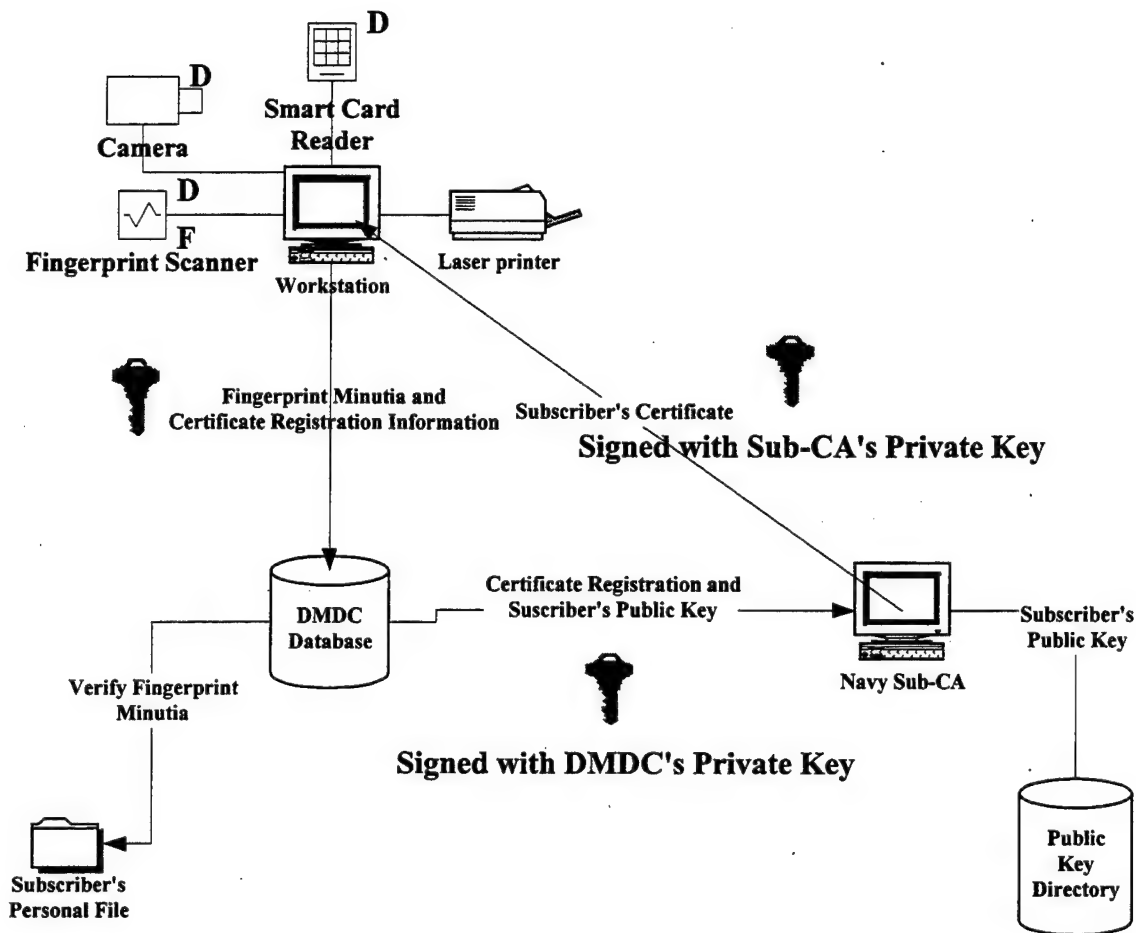 D
D
Smart Card
Reader
Camera
D
F
Fingerprint Scanner
Laser printer
Workstation
Fingerprint Minutia and
Certificate Registration Information
Subscriber's Certificate
Signed with Sub-CA's Private Key
Certificate Registration and
Suscriber's Public Key
DMDC
Database
Subscriber's
Public Key
Navy Sub-CA
Verify Fingerprint
Minutia
Signed with DMDC's Private Key
Public
Key
Directory
Subscriber's
Personal File